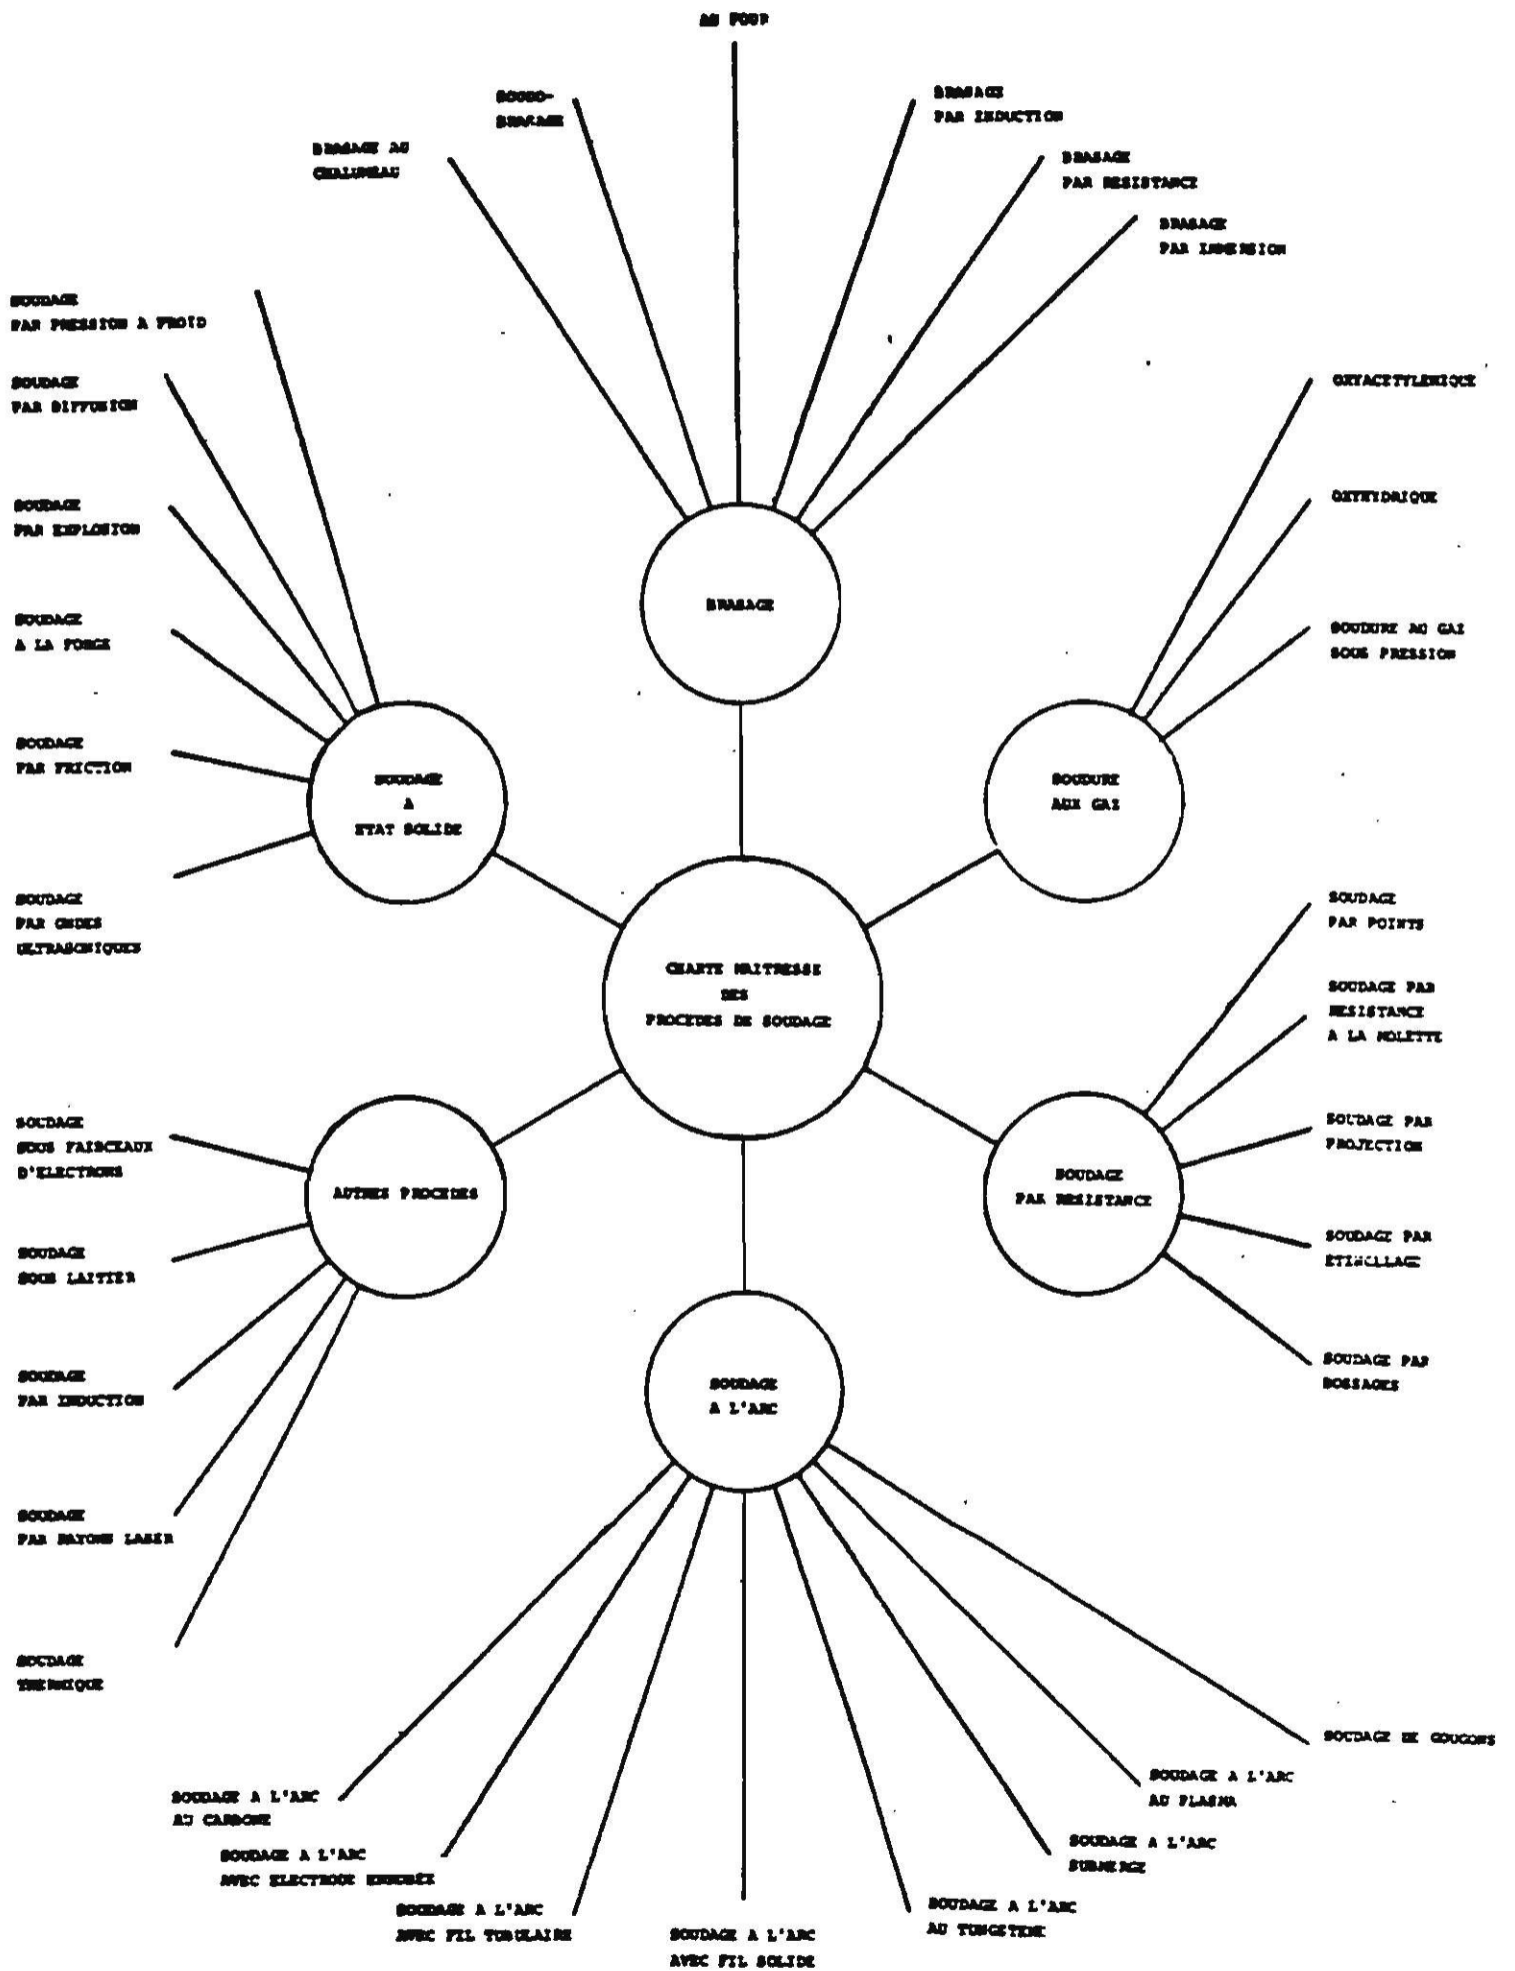 AU FOUR
SOUDO-
BRASAGE
BRASAGE
PAR INDUCTION
BRASAGE AU
CHALUMEAU
BRASAGE
PAR RESISTANCE
BRASAGE
PAR IMMERSION
SOUDAGE
PAR PRESSION A FROID
SOUDAGE
PAR DIFFUSION
OXYACETYLENIQUE
SOUDAGE
PAR EXPLOSION
OXYHYDRIQUE
BRASAGE
SOUDAGE
A LA FORGE
SOUDURE AU GAZ
SOUS PRESSION
SOUDAGE
PAR FRICTION
SOUDAGE
A
ETAT SOLIDE
SOUDURE
AUX GAZ
SOUDAGE
PAR ONDES
ULTRASONIQUES
SOUDAGE
PAR POINTS
CHARTE MAITRESSE
DES
PROCEDES DE SOUDAGE
SOUDAGE PAR
RESISTANCE
A LA MOLETTE
SOUDAGE
SOUS FAISCEAUX
D'ELECTRONS
SOUDAGE PAR
PROJECTION
AUTRES PROCEDES
SOUDAGE
PAR RESISTANCE
SOUDAGE
SOUS LAITIER
SOUDAGE PAR
ETINCELLAGE
SOUDAGE
PAR INDUCTION
SOUDAGE
A L'ARC
SOUDAGE PAR
BOSSAGES
SOUDAGE
PAR RAYONS LASER
SOUDAGE
THERMIQUE
SOUDAGE DE GOUGONS
SOUDAGE A L'ARC
AU PLASMA
SOUDAGE A L'ARC
AU CARBONE
SOUDAGE A L'ARC
SUBMERGE
SOUDAGE A L'ARC
AVEC ELECTRODE ENROBÉE
SOUDAGE A L'ARC
AVEC FIL TUBULAIRE
SOUDAGE A L'ARC
AU TUNGSTENE
SOUDAGE A L'ARC
AVEC FIL SOLIDE